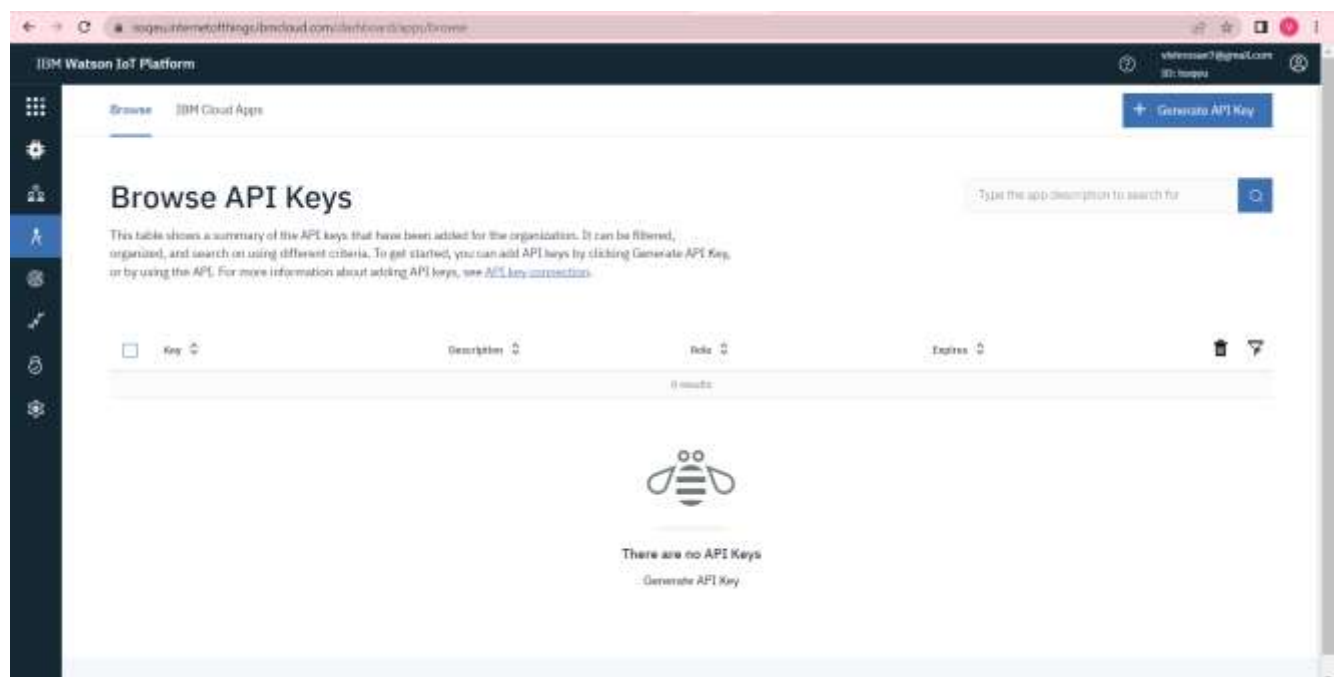 IBM Watson IoT Platform
ID:
Browse IBM Cloud Apps
+ Generate API Key
Browse API Keys
Type the app description to search for
This table shows a summary of the API keys that have been added for the organization. It can be filtered,
organized, and search on using different criteria. To get started, you can add API keys by clicking Generate API Key,
or by using the API. For more information about adding API keys, see API key connection.
Key Description Role Expires
0 results
There are no API Keys
Generate API Key